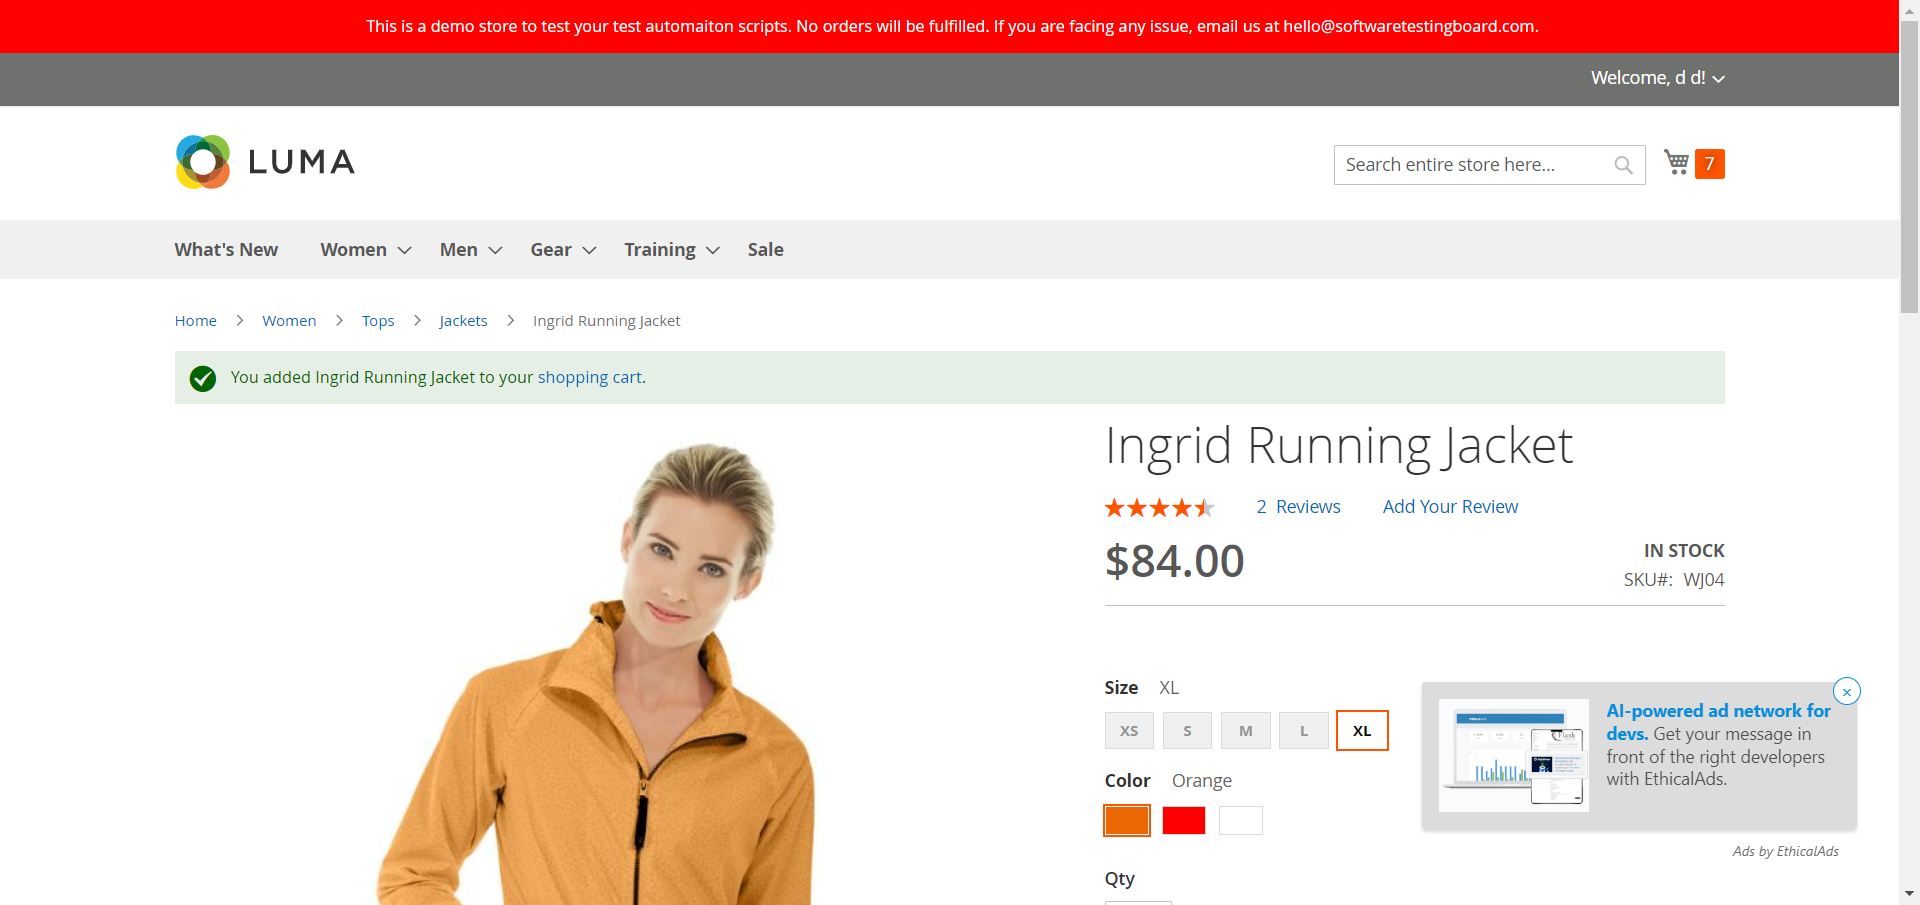 This is a demo store to test your test automaiton scripts. No orders will be fulfilled. If you are facing any issue, email us at hello@softwaretestingboard.com.
Welcome, d d!
LUMA
Search entire store here...
7
What's New
Women
Men
Gear
Training
Sale
Home
Women
Tops
Jackets
Ingrid Running Jacket
You added Ingrid Running Jacket to your shopping cart.
Ingrid Running Jacket
2 Reviews
Add Your Review
$84.00
IN STOCK
SKU#: WJ04
Size XL
XS
S
M
L
XL
Color Orange
Qty
AI-powered ad network for
devs. Get your message in
front of the right developers
with EthicalAds.
Ads by EthicalAds